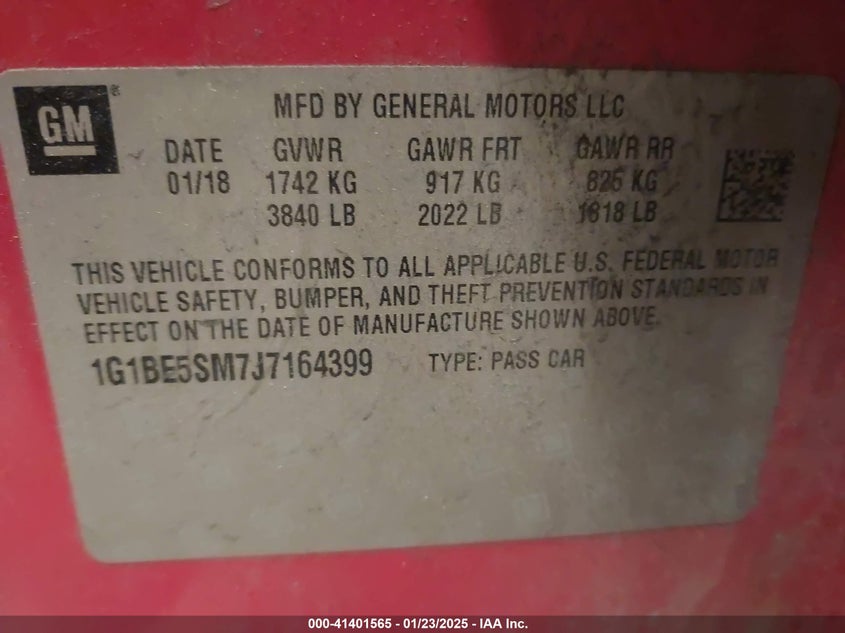 GM
MFD BY GENERAL MOTORS LLC
DATE GVWR GAWR FRT GAWR RR
01/18 1742 KG 917 KG 825 KG
3840 LB 2022 LB 1818 LB
THIS VEHICLE CONFORMS TO ALL APPLICABLE U.S. FEDERAL MOTOR
VEHICLE SAFETY, BUMPER, AND THEFT PREVENTION STANDARDS IN
EFFECT ON THE DATE OF MANUFACTURE SHOWN ABOVE.
1G1BE5SM7J7164399 TYPE: PASS CAR
000-41401565 - 01/23/2025 - IAA Inc.